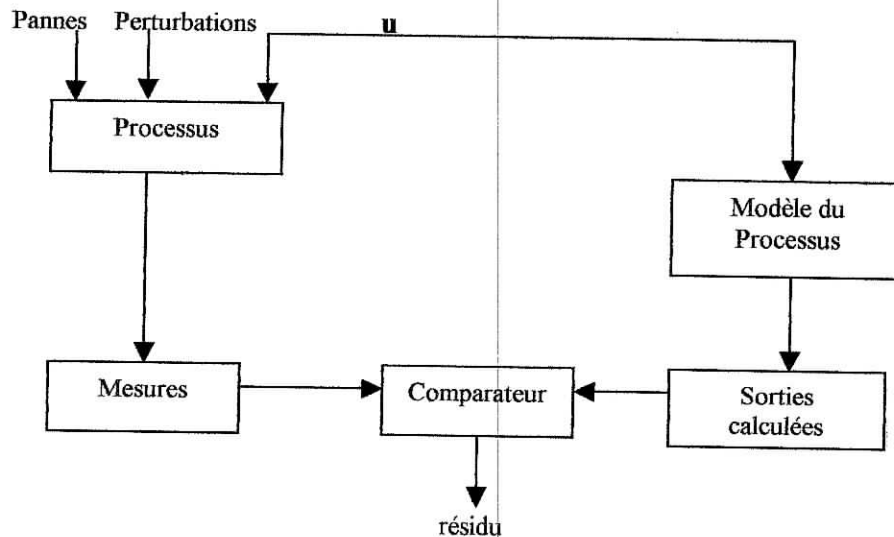 Pannes Perturbations u
Processus
Modèle du
Processus
Mesures
Comparateur
Sorties
calculées
résidu